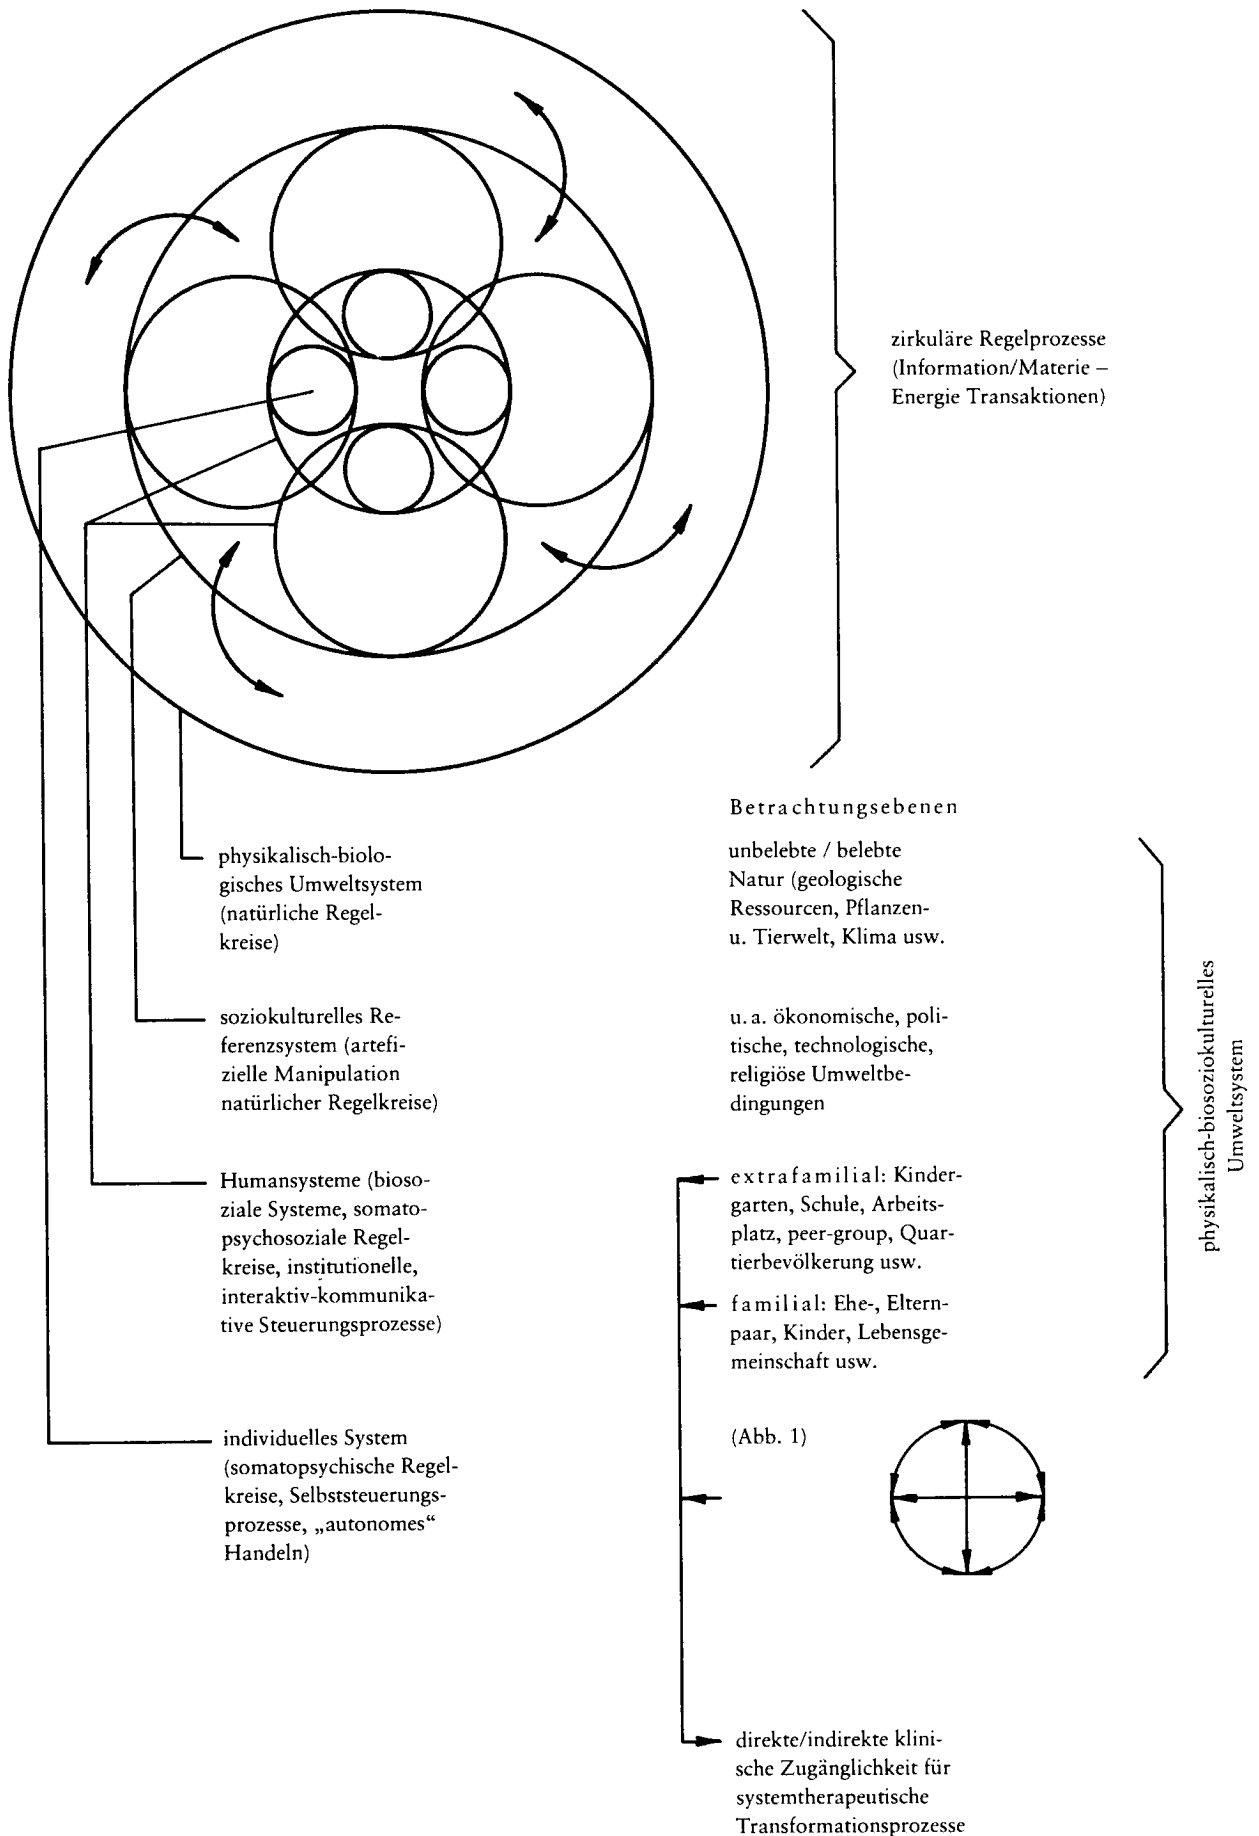 zirkuläre Regelprozesse
(Information/Materie –
Energie Transaktionen)
Betrachtungsebenen
physikalisch-biolo-
gisches Umweltsystem
(natürliche Regel-
kreise)
unbelebte / belebte
Natur (geologische
Ressourcen, Pflanzen-
u. Tierwelt, Klima usw.
soziokulturelles Re-
ferenzsystem (artefi-
zielle Manipulation
natürlicher Regelkreise)
u. a. ökonomische, poli-
tische, technologische,
religiöse Umweltbe-
dingungen
Humansysteme (bioso-
ziale Systeme, somato-
psychosoziale Regel-
kreise, institutionelle,
interaktiv-kommunika-
tive Steuerungsprozesse)
extrafamilial: Kinder-
garten, Schule, Arbeits-
platz, peer-group, Quar-
tierbevölkerung usw.
familial: Ehe-, Eltern-
paar, Kinder, Lebensge-
meinschaft usw.
physikalisch-biosoziokulturelles
Umweltsystem
individuelles System
(somatopsychische Regel-
kreise, Selbststeuerungs-
prozesse, „autonomes“
Handeln)
(Abb. 1)
direkte/indirekte klini-
sche Zugänglichkeit für
systemtherapeutische
Transformationsprozesse